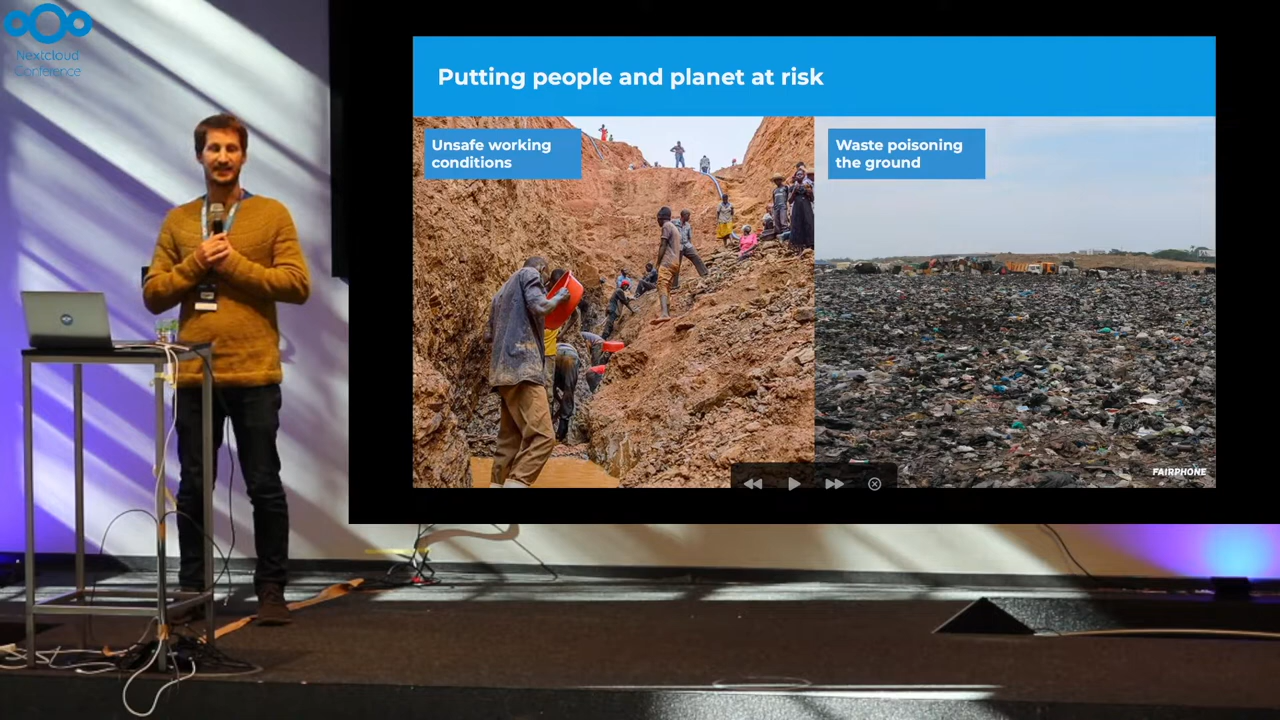 Nextcloud
Conference
Putting people and planet at risk
Unsafe working
conditions
Waste poisoning
the ground
FAIRPHONE